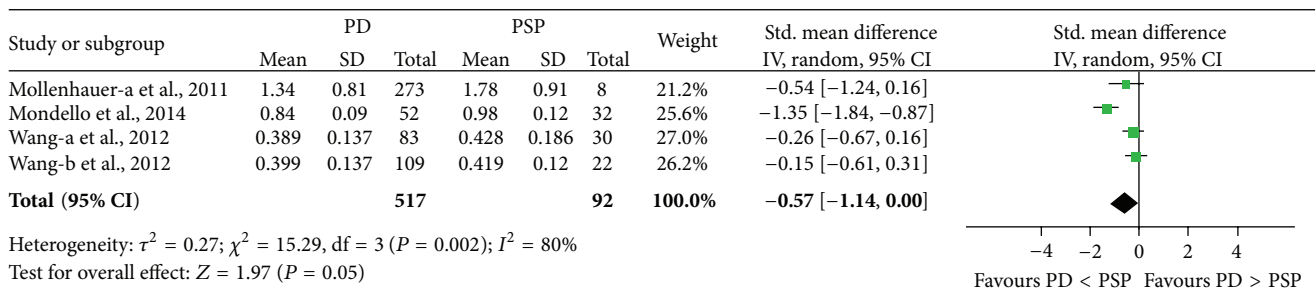 PD PSP Std. mean difference Std. mean difference
Study or subgroup Weight
Mean SD Total Mean SD Total IV, random, 95% CI IV, random, 95% CI
Mollenhauer-a et al., 2011 1.34 0.81 273 1.78 0.91 8 21.2% −0.54 [−1.24, 0.16]
Mondello et al., 2014 0.84 0.09 52 0.98 0.12 32 25.6% −1.35 [−1.84, −0.87]
Wang-a et al., 2012 0.389 0.137 83 0.428 0.186 30 27.0% −0.26 [−0.67, 0.16]
Wang-b et al., 2012 0.399 0.137 109 0.419 0.12 22 26.2% −0.15 [−0.61, 0.31]
Total (95% CI) 517 92 100.0% −0.57 [−1.14, 0.00]
Heterogeneity: τ² = 0.27; χ² = 15.29, df = 3 (P = 0.002); I² = 80%
Test for overall effect: Z = 1.97 (P = 0.05)
−4 −2 0 2 4
Favours PD < PSP Favours PD > PSP